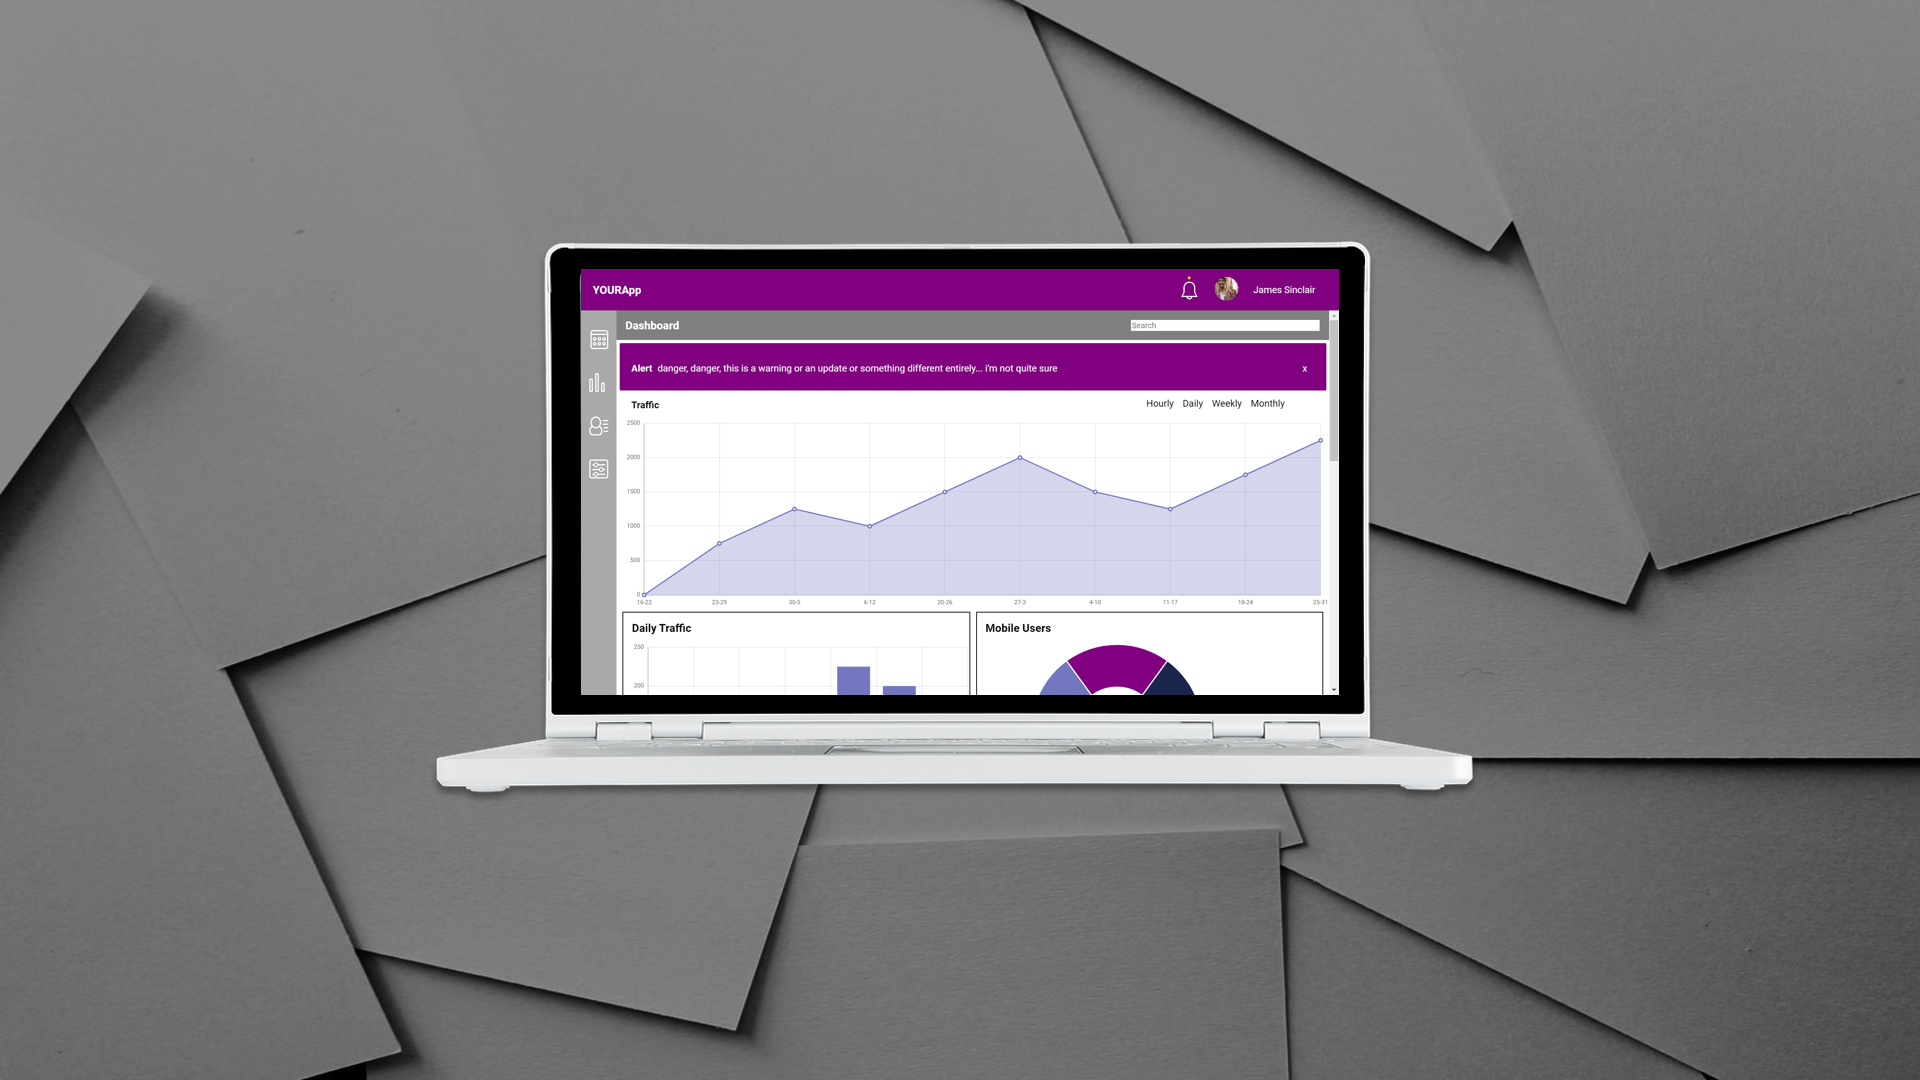 YOURApp
James Sinclair
Dashboard
Search
Alert danger, danger, this is a warning or an update or something different entirely... i'm not quite sure
x
Traffic
Hourly Daily Weekly Monthly
2500
2000
1500
1000
500
0
16-22 23-29 30-5 6-12 20-26 27-3 4-10 11-17 18-24 25-31
Daily Traffic
250
200
Mobile Users